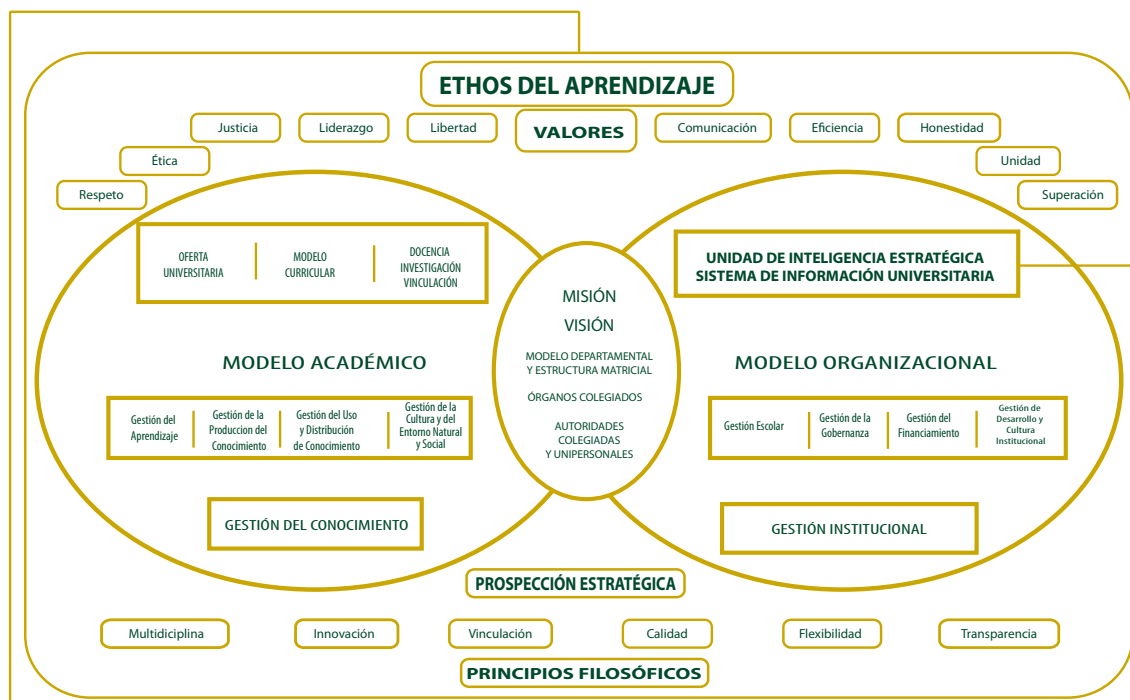 ETHOS DEL APRENDIZAJE
VALORES
Respeto
Ética
Justicia
Liderazgo
Libertad
Comunicación
Eficiencia
Honestidad
Unidad
Superación
OFERTA
UNIVERSITARIA
MODELO
CURRICULAR
DOCENCIA
INVESTIGACIÓN
VINCULACIÓN
MODELO ACADÉMICO
Gestión del
Aprendizaje
Gestión de la
Produccion del
Conocimiento
Gestión del Uso
y Distribución
de Conocimiento
Gestión de la
Cultura y del
Entorno Natural
y Social
GESTIÓN DEL CONOCIMIENTO
MISIÓN
VISIÓN
MODELO DEPARTAMENTAL
Y ESTRUCTURA MATRICIAL
ÓRGANOS COLEGIADOS
AUTORIDADES
COLEGIADAS
Y UNIPERSONALES
UNIDAD DE INTELIGENCIA ESTRATÉGICA
SISTEMA DE INFORMACIÓN UNIVERSITARIA
MODELO ORGANIZACIONAL
Gestión Escolar
Gestión de la
Gobernanza
Gestión del
Financiamiento
Gestión de
Desarrollo y
Cultura
Institucional
GESTIÓN INSTITUCIONAL
PROSPECCIÓN ESTRATÉGICA
Multidiciplina
Innovación
Vinculación
Calidad
Flexibilidad
Transparencia
PRINCIPIOS FILOSÓFICOS